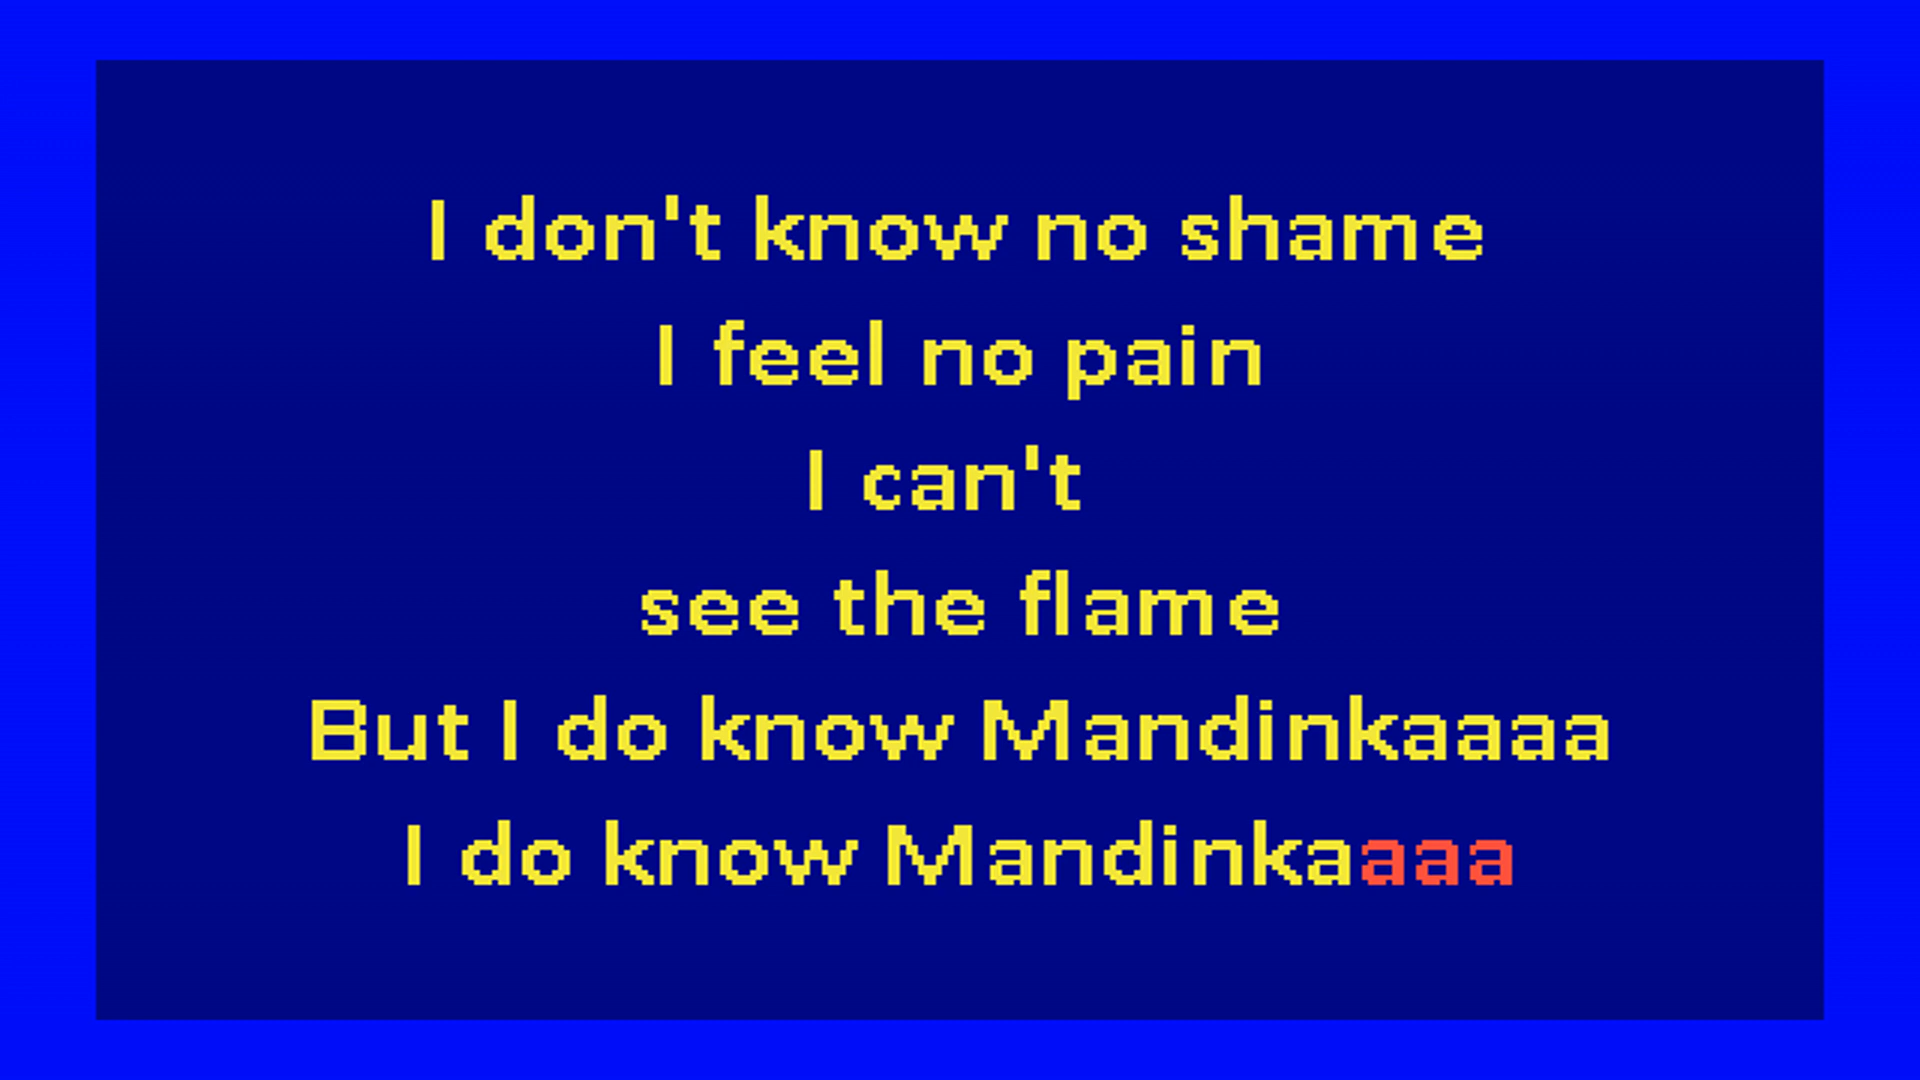 I don't know no shame
I feel no pain
I can't
see the flame
But I do know Mandinkaaaa
I do know Mandinkaaaa